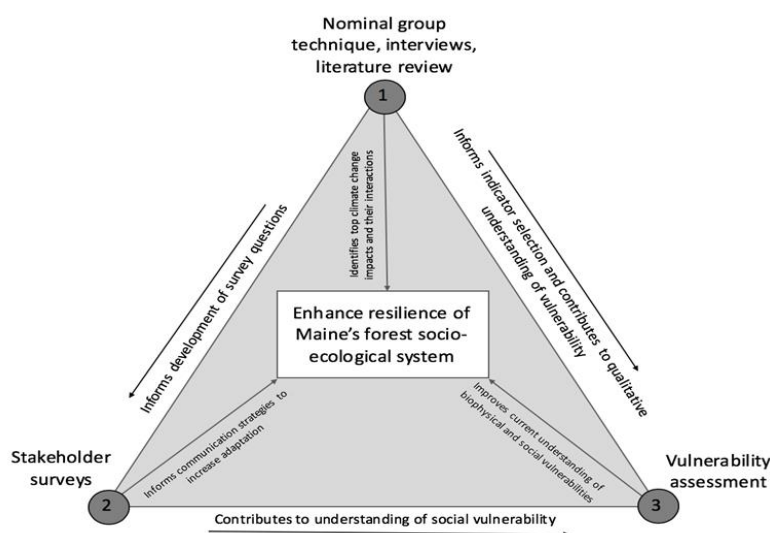 Nominal group
technique, interviews,
literature review
1
Identifies top climate change
impacts and their interactions
Informs development of survey questions
Informs indicator selection and contributes to qualitative
understanding of vulnerability
Enhance resilience of
Maine's forest socio-
ecological system
Informs communication strategies to
increase adaptation
Improves current understanding of
biophysical and social vulnerabilities
Stakeholder
surveys
2
Vulnerability
assessment
3
Contributes to understanding of social vulnerability